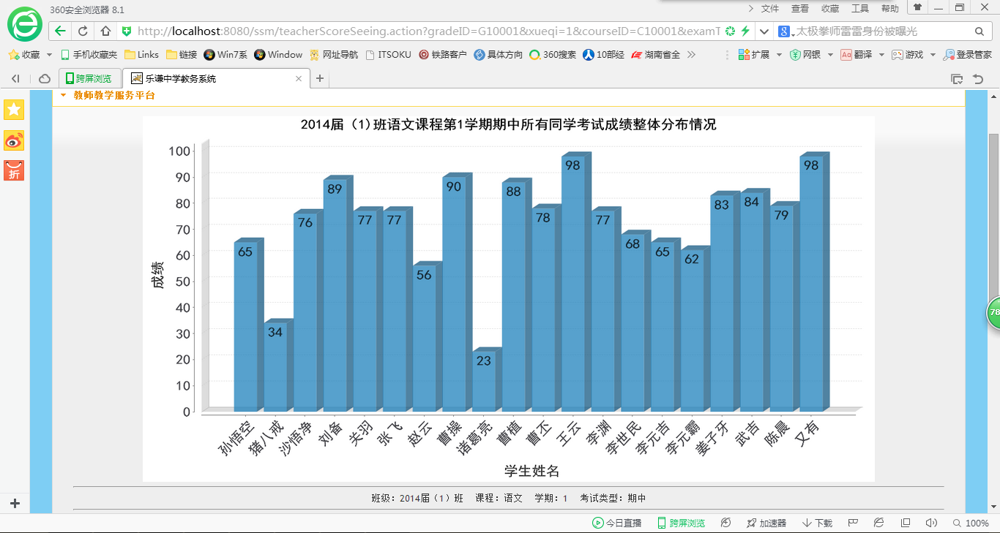 360安全浏览器 8.1
文件 查看 收藏 工具 帮助
http://localhost:8080/ssm/teacherScoreSeeing.action?gradeID=G10001&xueqi=1&courseID=C10001&examT
太极拳师雷雷身份被曝光
收藏 手机收藏夹 Links 链接 Win7系 Window 网址导航 ITSOKU 铁路客户 具体方向 360搜索 10部经 湖南省全 扩展 网银 翻译 游戏 登录管家
跨屏浏览 乐谦中学教务系统
教师教学服务平台
折
2014届（1)班语文课程第1学期期中所有同学考试成绩整体分布情况
成绩
100
90
80
70
60
50
40
30
20
10
0
65 34 76 89 77 77 56 90 23 88 78 98 77 68 65 62 83 84 79 98
孙悟空 猪八戒 沙悟净 刘备 关羽 张飞 赵云 曹操 诸葛亮 曹植 曹丕 王云 李渊 李世民 李元吉 李元霸 姜子牙 武吉 陈晨 又有
学生姓名
78
班级：2014届（1）班 课程：语文 学期：1 考试类型：期中
今日直播 跨屏浏览 加速器 下载 100%